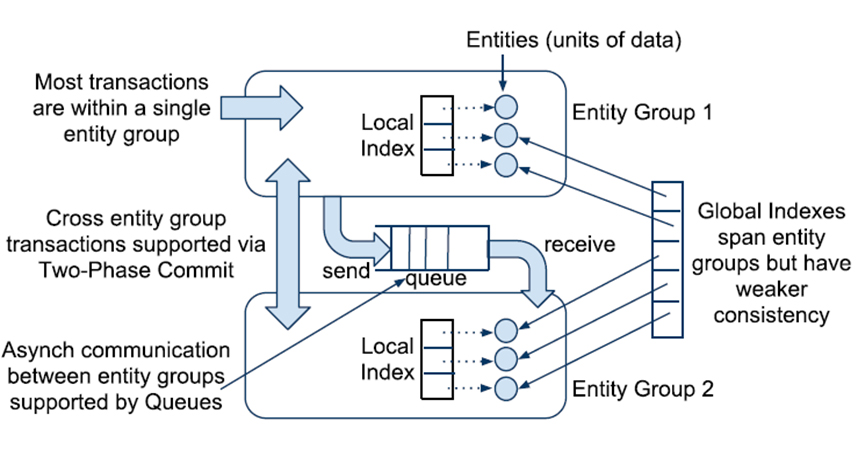 Entities (units of data)
Most transactions
are within a single
entity group
Local
Index
Entity Group 1
Cross entity group
transactions supported via
Two-Phase Commit
send
queue
receive
Global Indexes
span entity
groups but have
weaker
consistency
Asynch communication
between entity groups
supported by Queues
Local
Index
Entity Group 2